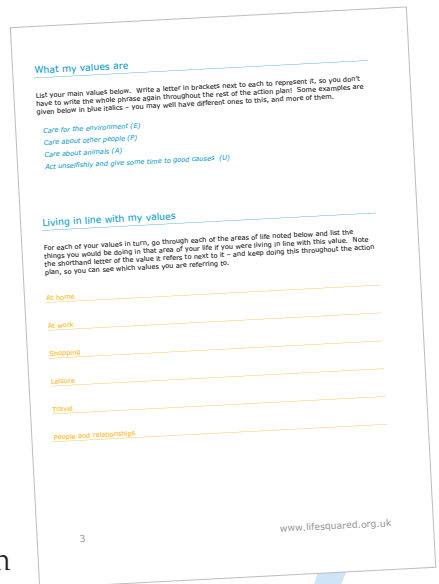 What my values are
List your main values below. Write a letter in brackets next to each to represent it, so you don't
have to write the whole phrase again throughout the rest of the action plan! Some examples are
given below in blue italics – you may well have different ones to this, and more of them.
Care for the environment (E)
Care about other people (P)
Care about animals (A)
Act unselfishly and give some time to good causes (U)
Living in line with my values
For each of your values in turn, go through each of the areas of life noted below and list the
things you would be doing in that area of your life if you were living in line with this value. Note
the shorthand letter of the value it refers to next to it – and keep doing this throughout the action
plan, so you can see which values you are referring to.
At home
At work
Shopping
Leisure
Travel
People and relationships
3
www.lifesquared.org.uk
n